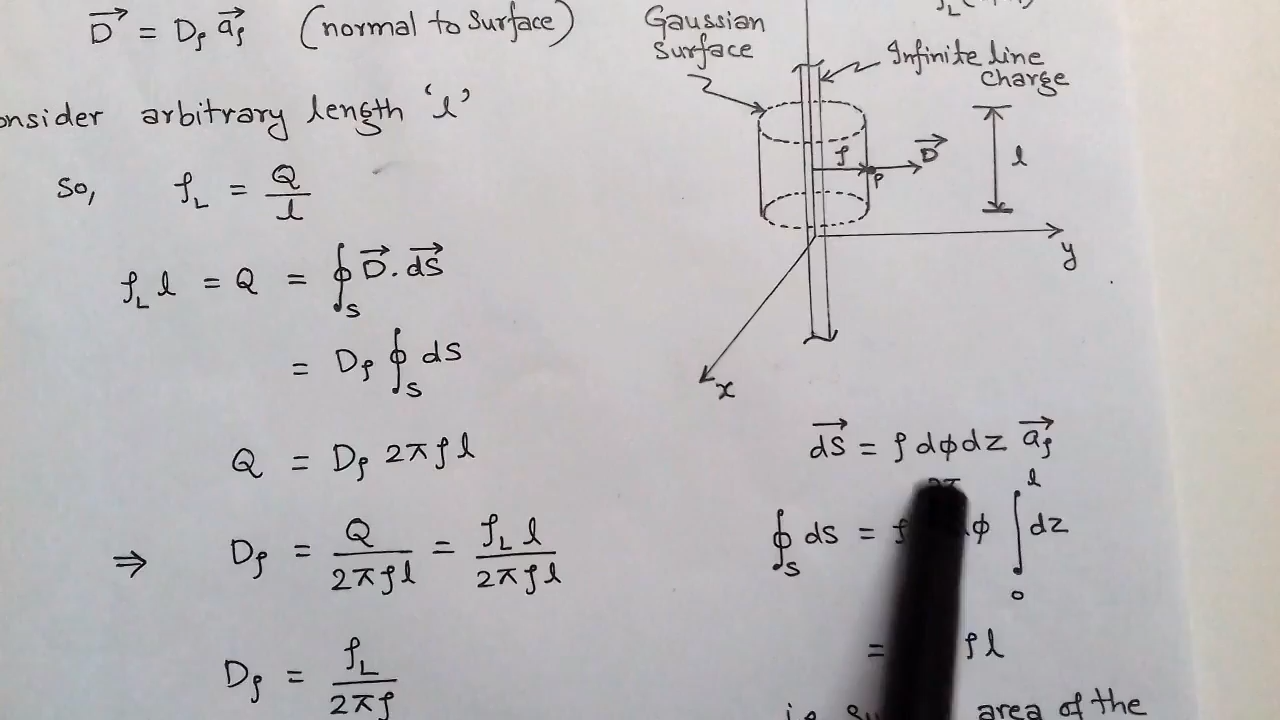 D⃗ = Dρ a⃗ρ (normal to surface)
consider arbitrary length 'l'
So, ρL = Q/l
ρL l = Q = ∮S D⃗ . dS⃗
= Dρ ∮S dS
Q = Dρ 2πρl
⇒ Dρ = Q/2πρl = ρL l/2πρl
Dρ = ρL/2πρ
Gaussian
Surface
Infinite line
Charge
ρ
P
D⃗
l
y
x
dS⃗ = ρ dϕ dz a⃗ρ
∮S dS = ρ ϕ ∫0^l dz
= ρl
area of the